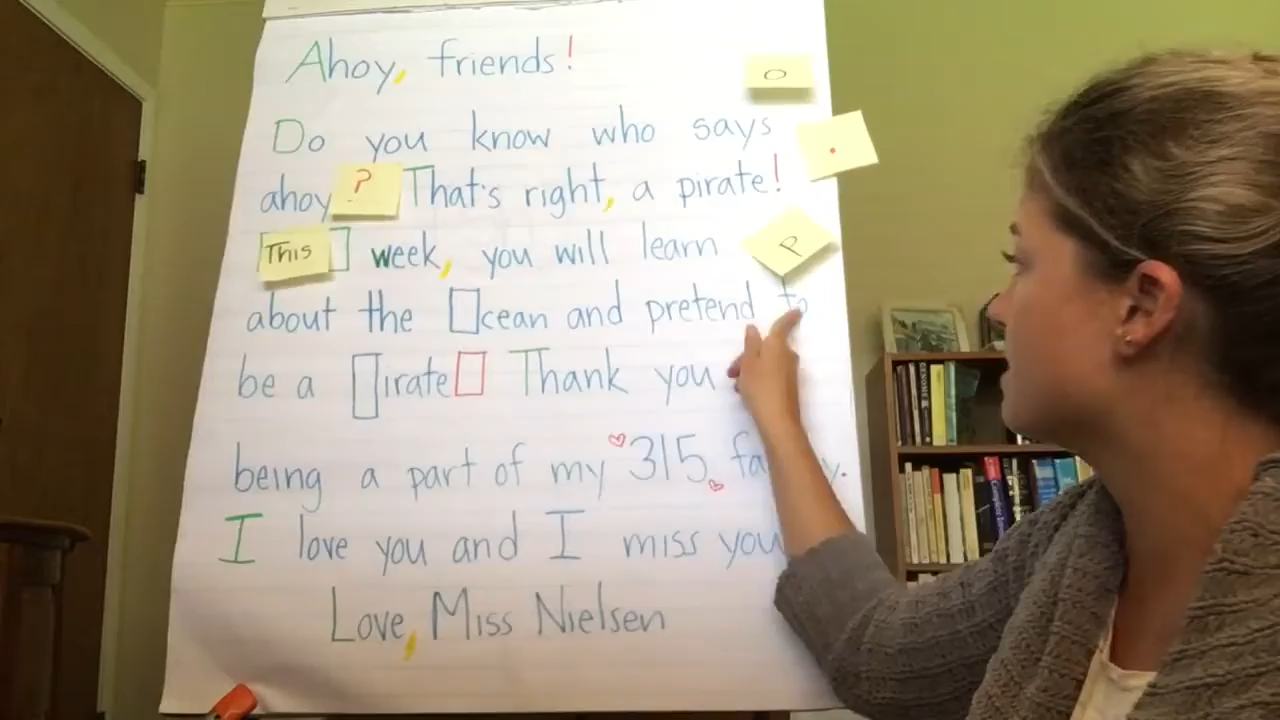 Ahoy, friends!
O
Do you know who says
.
ahoy? That's right, a pirate!
This week, you will learn
P
about the cean and pretend to
be a irate Thank you
being a part of my 315
I love you and I miss you
Love, Miss Nielsen